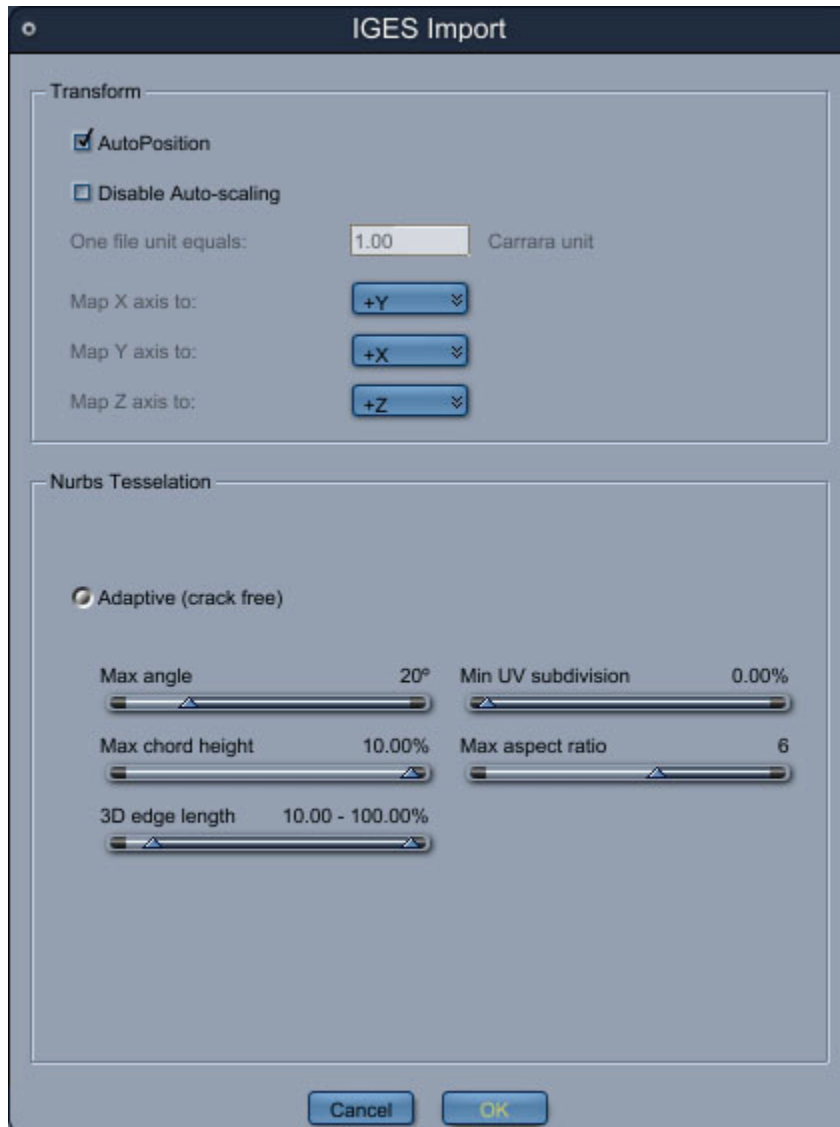 IGES Import
Transform
AutoPosition
Disable Auto-scaling
One file unit equals: 1.00 Carrara unit
Map X axis to: +Y
Map Y axis to: +X
Map Z axis to: +Z
Nurbs Tesselation
Adaptive (crack free)
Max angle 20º Min UV subdivision 0.00%
Max chord height 10.00% Max aspect ratio 6
3D edge length 10.00 - 100.00%
Cancel OK